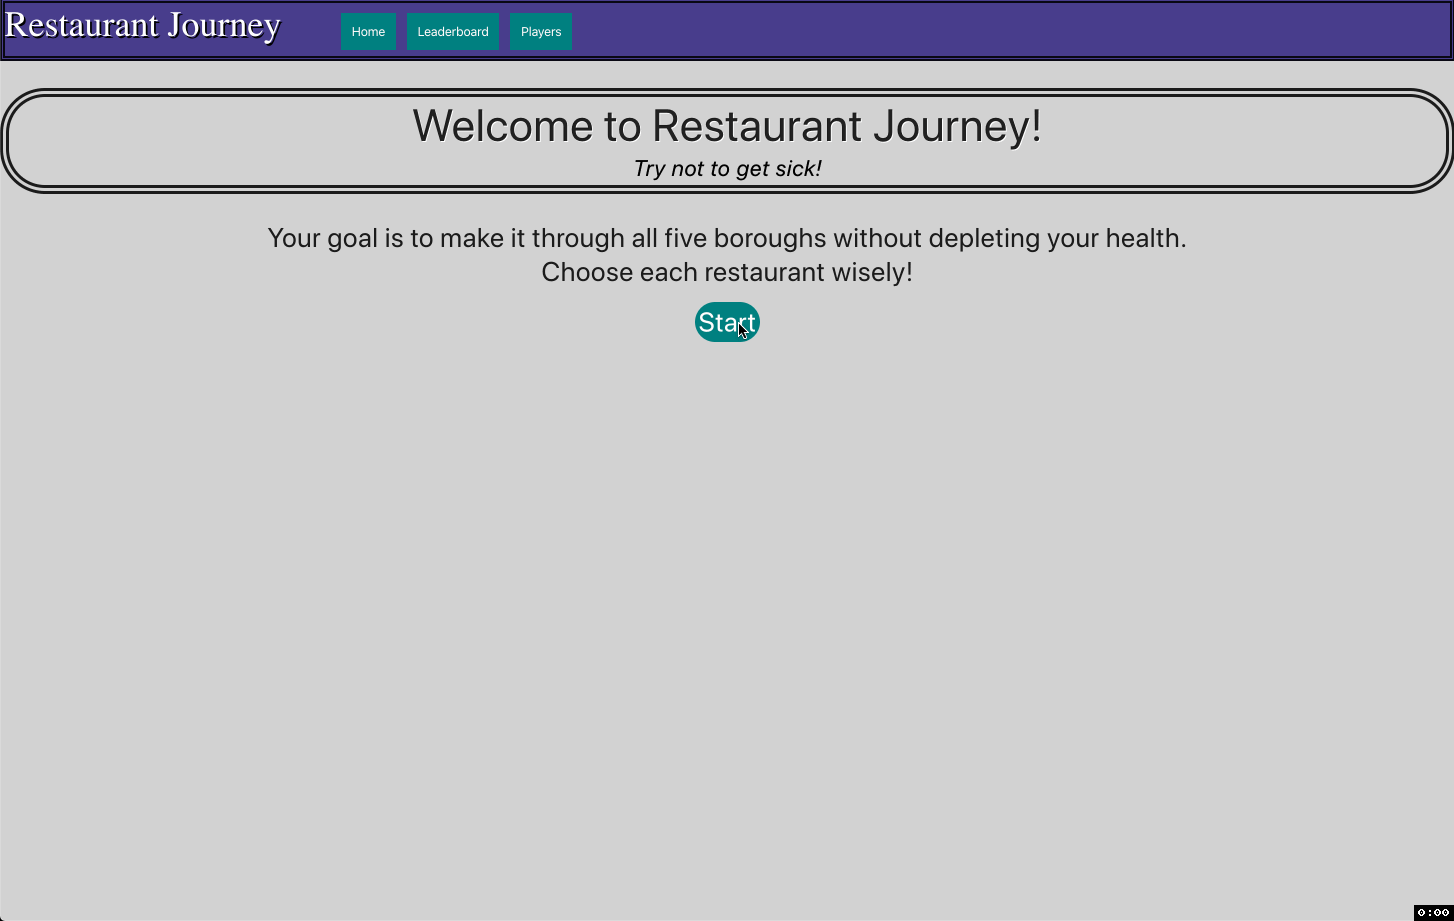 Restaurant Journey
Home
Leaderboard
Players
Welcome to Restaurant Journey!
Try not to get sick!
Your goal is to make it through all five boroughs without depleting your health.
Choose each restaurant wisely!
Start
0:00